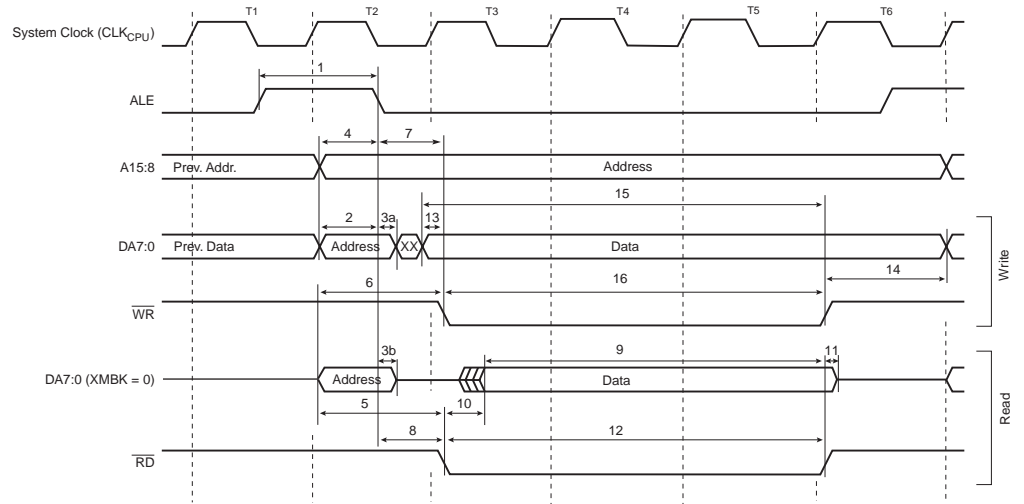 T1 T2 T3 T4 T5 T6
System Clock (CLKCPU)
1
ALE
4 7
A15:8 Prev. Addr. Address
15
2 3a 13
DA7:0 Prev. Data Address XX Data
Write
6 16 14
WR
3b 9 11
DA7:0 (XMBK = 0) Address Data
Read
5 10
8 12
RD